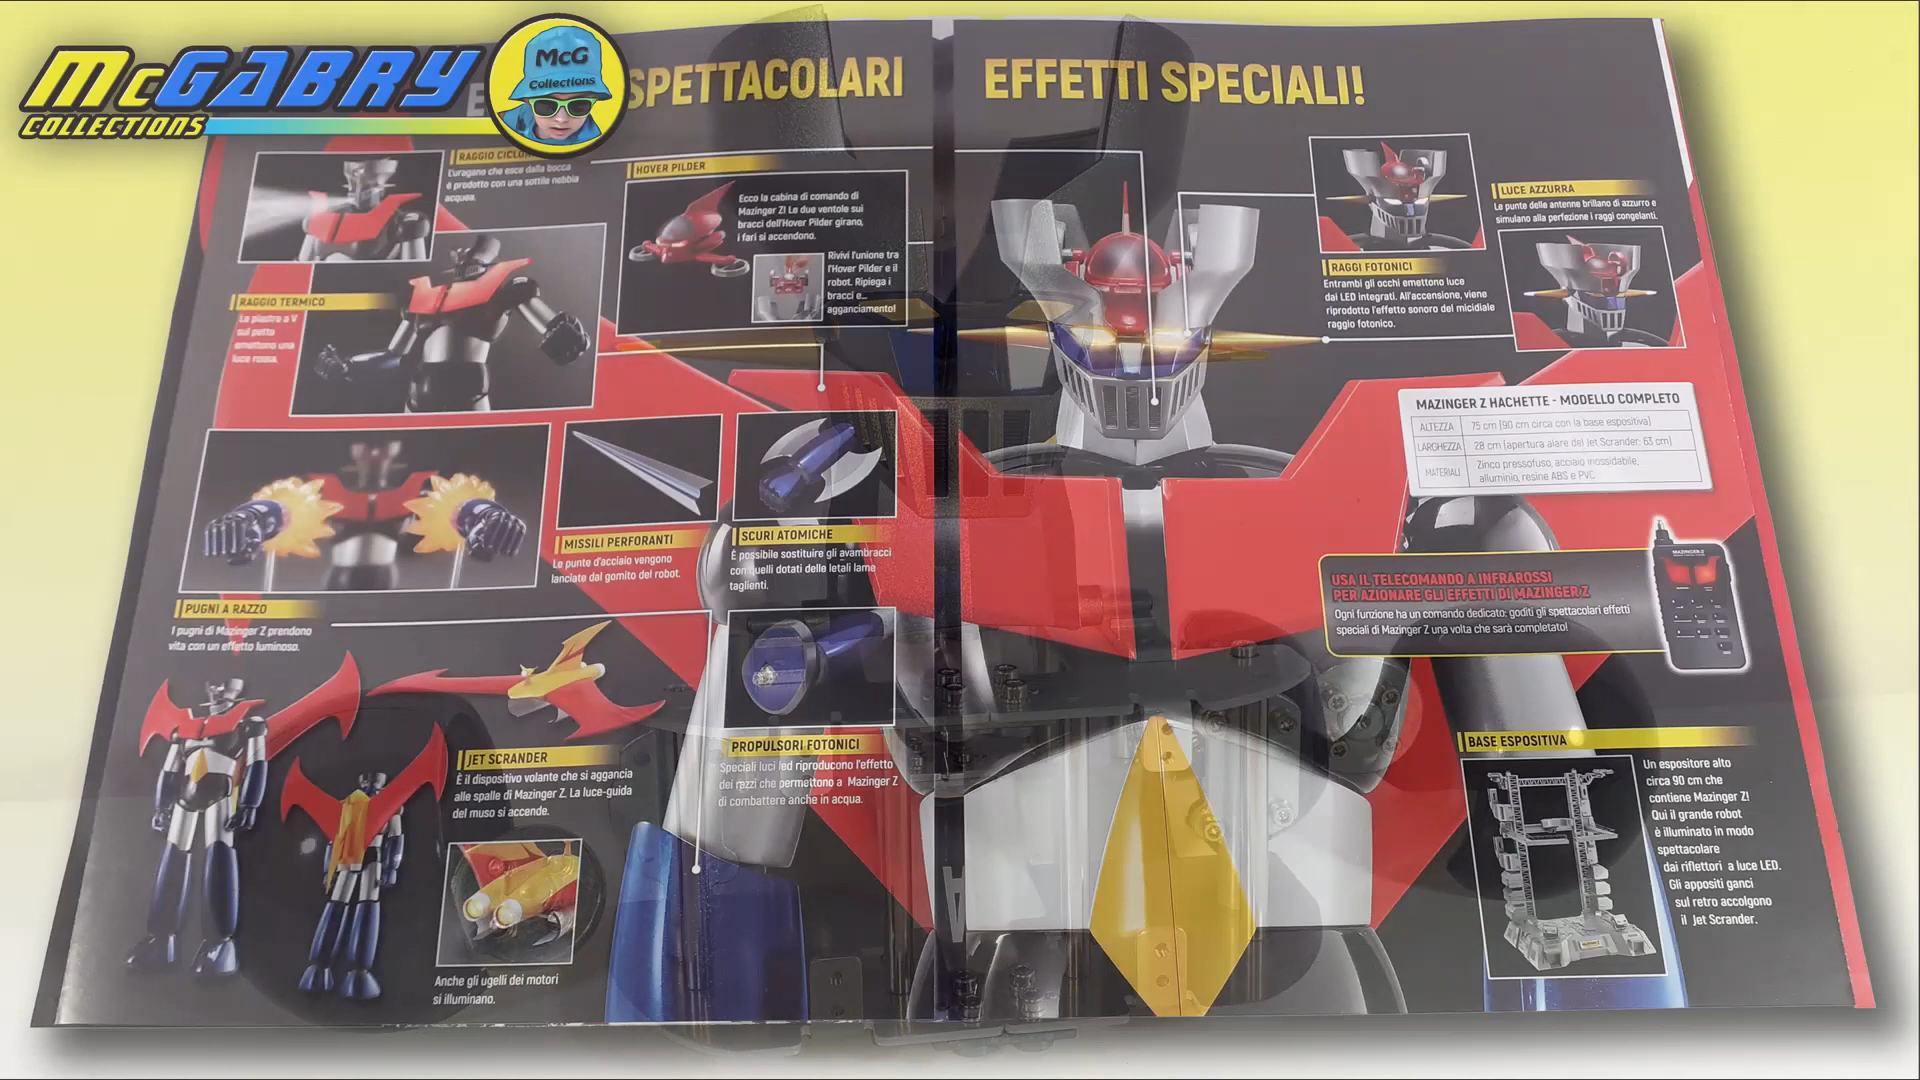 McGABRY
COLLECTIONS
McG
Collections
SPETTACOLARI
EFFETTI SPECIALI!
L'uragano che esce dalla bocca
è prodotto con una sottile nebbia
acquea.
HOVER PILDER
Ecco la cabina di comando di
Mazinger Z! Le due ventole sui
bracci dell'Hover Pilder girano,
i fari si accendono.
Rivivi l'unione tra
l'Hover Pilder e il
robot. Ripiega i
bracci e...
agganciamento!
RAGGIO TERMICO
Le piastre a V
sul petto
emettono una
luce rossa.
LUCE AZZURRA
Le punte delle antenne brillano di azzurro e
simulano alla perfezione i raggi congelanti.
RAGGI FOTONICI
Entrambi gli occhi emettono luce
dai LED integrati. All'accensione, viene
riprodotto l'effetto sonoro del micidiale
raggio fotonico.
MAZINGER Z HACHETTE - MODELLO COMPLETO
ALTEZZA 75 cm (90 cm circa con la base espositiva)
LARGHEZZA 28 cm (apertura alare del Jet Scrander: 63 cm)
MATERIALI Zinco pressofuso, acciaio inossidabile,
alluminio, resine ABS e PVC
MISSILI PERFORANTI
Le punte d'acciaio vengono
lanciate dal gomito del robot.
SCURI ATOMICHE
È possibile sostituire gli avambracci
con quelli dotati delle letali lame
taglienti.
PUGNI A RAZZO
I pugni di Mazinger Z prendono
vita con un effetto luminoso.
USA IL TELECOMANDO A INFRAROSSI
PER AZIONARE GLI EFFETTI DI MAZINGER Z
Ogni funzione ha un comando dedicato: goditi gli spettacolari effetti
speciali di Mazinger Z una volta che sarà completato!
MAZINGER Z
JET SCRANDER
È il dispositivo volante che si aggancia
alle spalle di Mazinger Z. La luce-guida
del muso si accende.
Anche gli ugelli dei motori
si illuminano.
PROPULSORI FOTONICI
Speciali luci led riproducono l'effetto
dei razzi che permettono a Mazinger Z
di combattere anche in acqua.
BASE ESPOSITIVA
Un espositore alto
circa 90 cm che
contiene Mazinger Z!
Qui il grande robot
è illuminato in modo
spettacolare
dai riflettori a luce LED.
Gli appositi ganci
sul retro accolgono
il Jet Scrander.